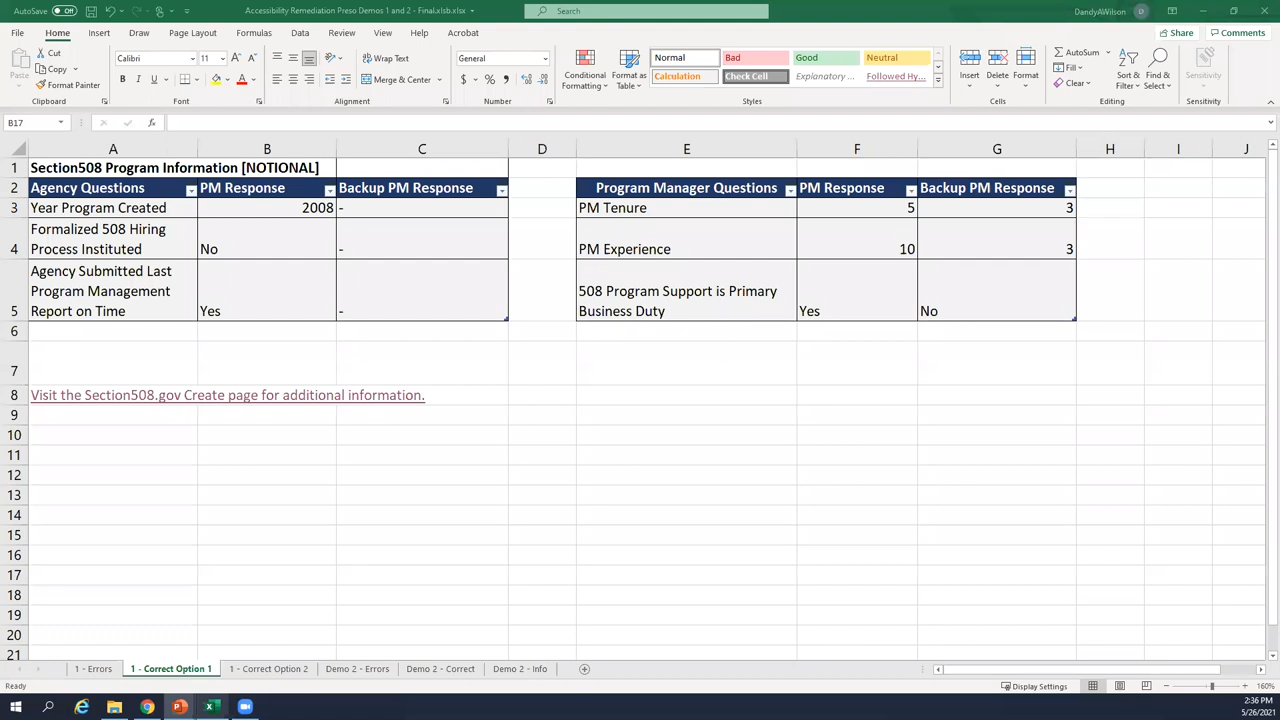 AutoSave Off Accessibility Remediation Preso Demos 1 and 2 - Final.xlsb.xlsx Search DandyAWilson D
File Home Insert Draw Page Layout Formulas Data Review View Help Acrobat Share Comments
Paste Cut Copy Format Painter Clipboard
Calibri 11 A A B I U A Font
Wrap Text Merge & Center Alignment
General $ % , Number
Conditional Formatting Format as Table Normal Bad Good Neutral Calculation Check Cell Explanatory ... Followed Hy... Styles
Insert Delete Format Cells
AutoSum Fill Clear Sort & Filter Find & Select Editing
Sensitivity Sensitivity
B17 fx
A B C D E F G H I J
1 Section508 Program Information [NOTIONAL]
2 Agency Questions PM Response Backup PM Response Program Manager Questions PM Response Backup PM Response
3 Year Program Created 2008 - PM Tenure 5 3
Formalized 508 Hiring
4 Process Instituted No - PM Experience 10 3
Agency Submitted Last
Program Management 508 Program Support is Primary
5 Report on Time Yes - Business Duty Yes No
6
7
8 Visit the Section508.gov Create page for additional information.
9
10
11
12
13
14
15
16
17
18
19
20
21
1 - Errors 1 - Correct Option 1 1 - Correct Option 2 Demo 2 - Errors Demo 2 - Correct Demo 2 - Info
Ready Display Settings 160%
2:36 PM
5/26/2021